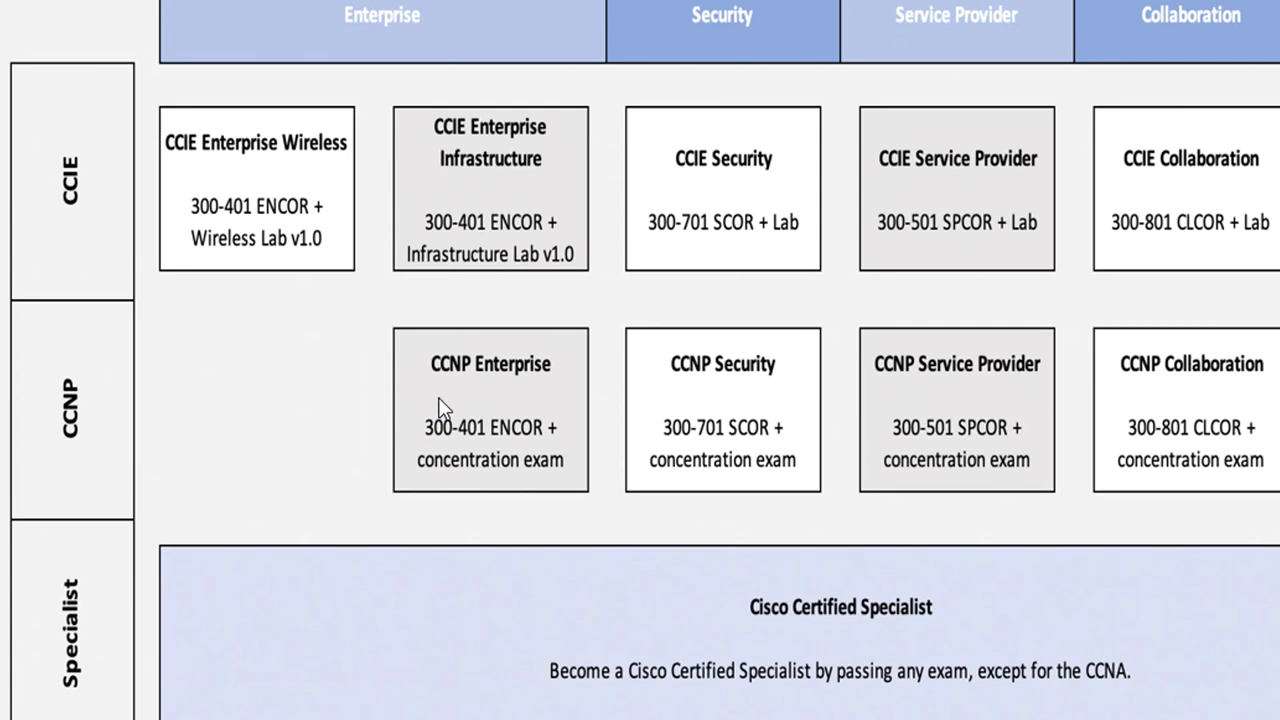 Enterprise
Security
Service Provider
Collaboration
CCIE
CCIE Enterprise Wireless
300-401 ENCOR +
Wireless Lab v1.0
CCIE Enterprise
Infrastructure
300-401 ENCOR +
Infrastructure Lab v1.0
CCIE Security
300-701 SCOR + Lab
CCIE Service Provider
300-501 SPCOR + Lab
CCIE Collaboration
300-801 CLCOR + Lab
CCNP
CCNP Enterprise
300-401 ENCOR +
concentration exam
CCNP Security
300-701 SCOR +
concentration exam
CCNP Service Provider
300-501 SPCOR +
concentration exam
CCNP Collaboration
300-801 CLCOR +
concentration exam
Specialist
Cisco Certified Specialist
Become a Cisco Certified Specialist by passing any exam, except for the CCNA.